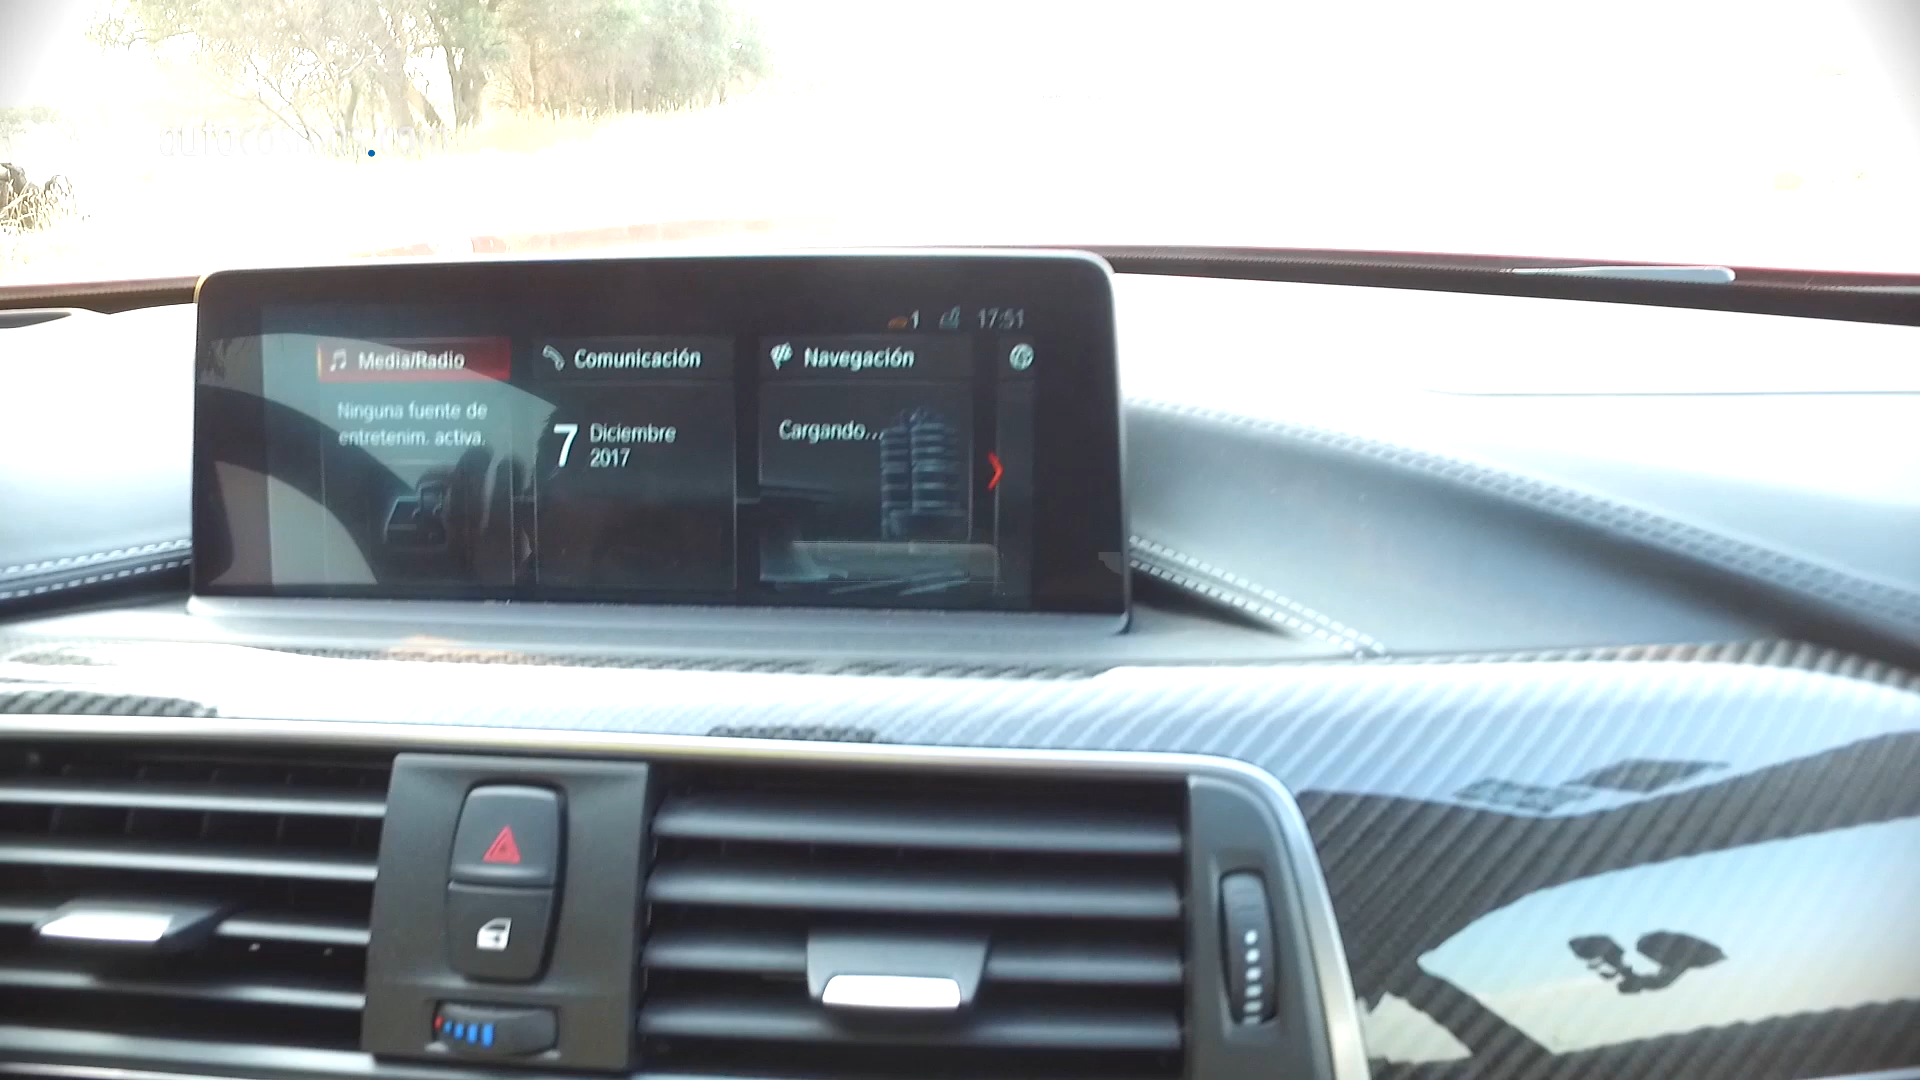 1 17:51
Media/Radio
Comunicación
Navegación
Ninguna fuente de
entretenim. activa.
7 Diciembre
2017
Cargando...